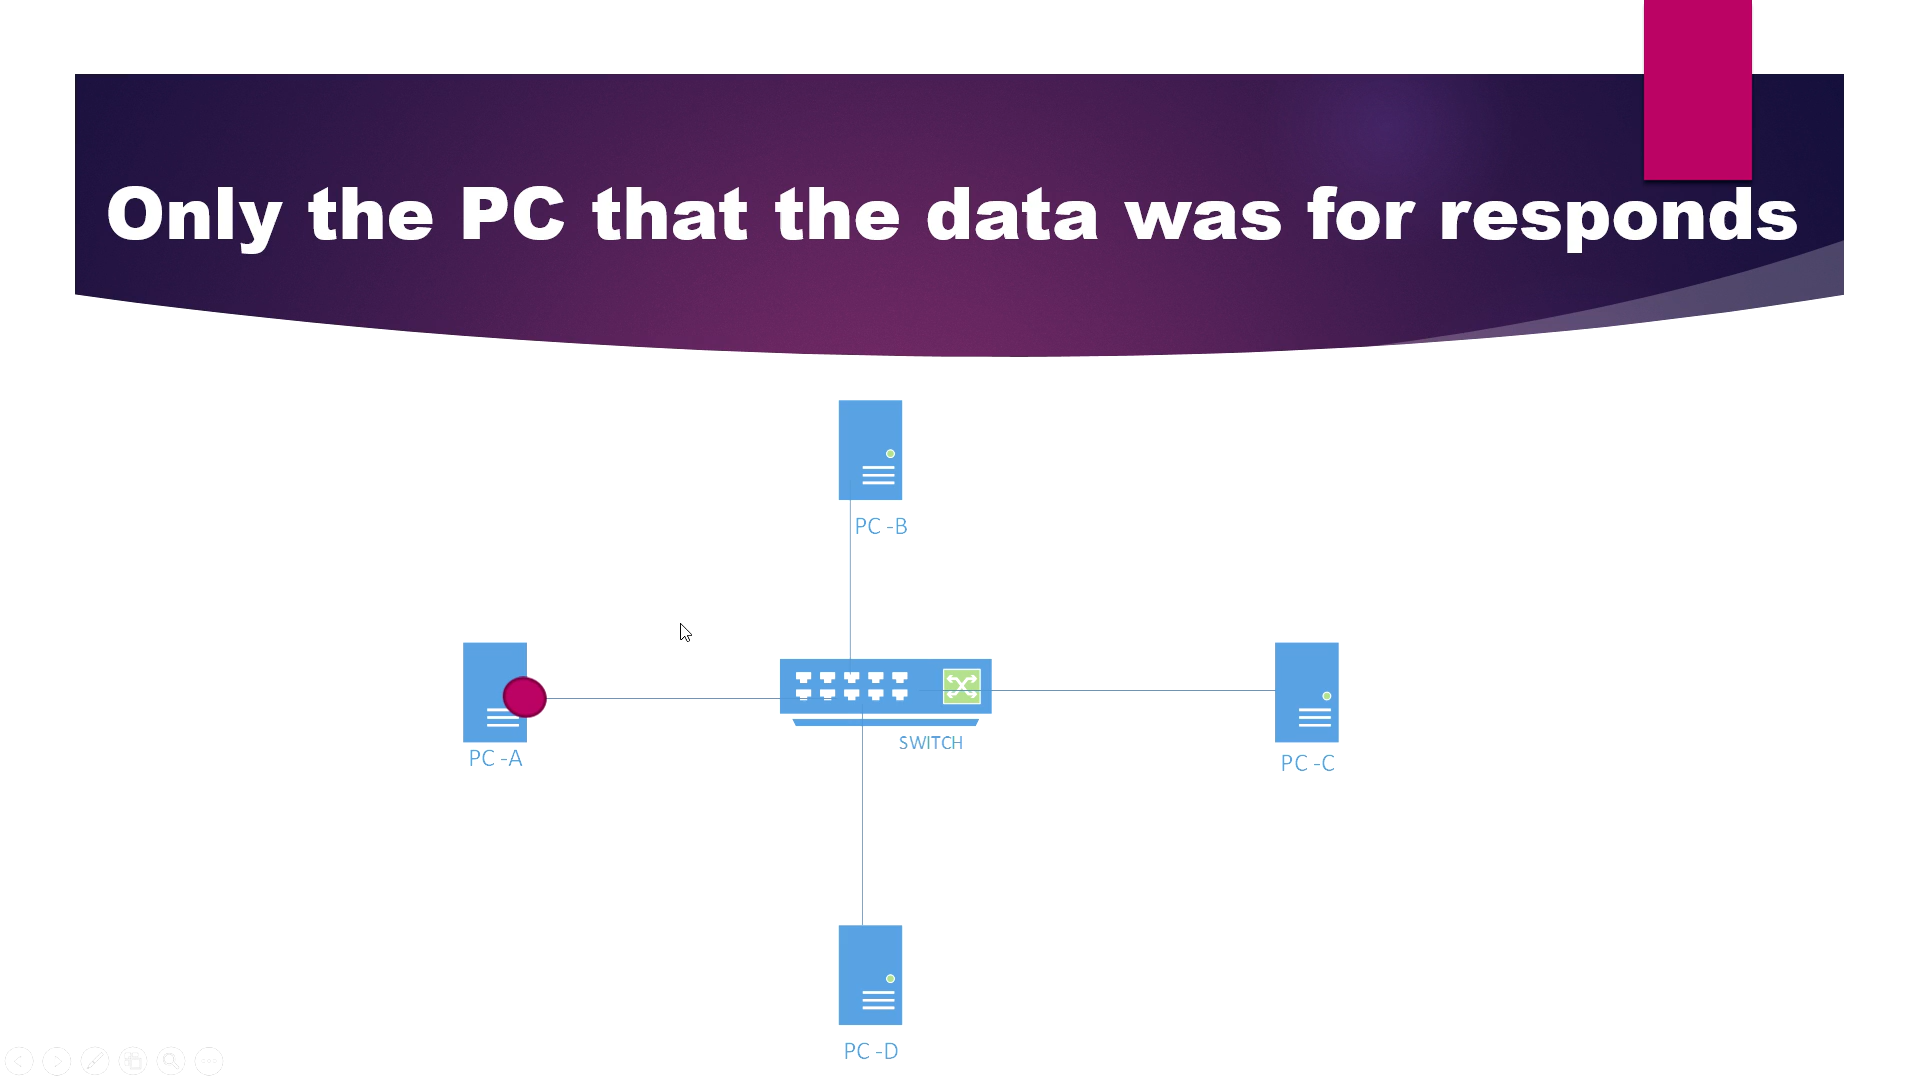 Only the PC that the data was for responds
PC -B
PC -A
SWITCH
PC -C
PC -D